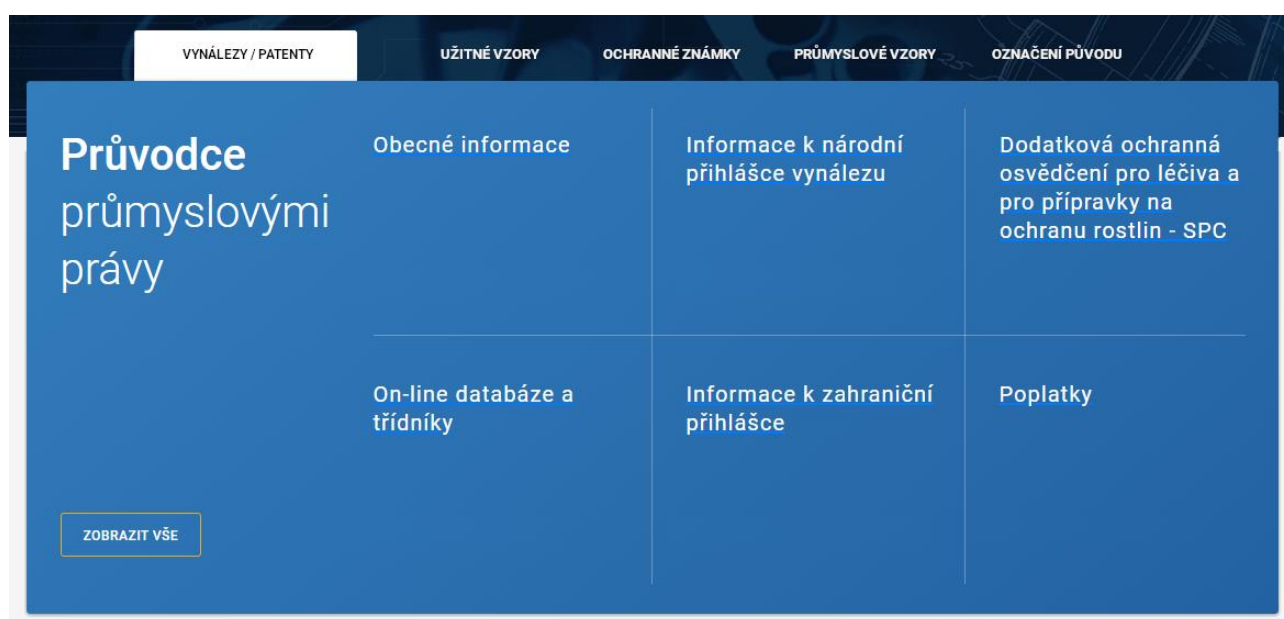 VYNÁLEZY / PATENTY
UŽITNÉ VZORY
OCHRANNÉ ZNÁMKY
PRŮMYSLOVÉ VZORY
OZNAČENÍ PŮVODU
Průvodce
průmyslovými
právy
Obecné informace
Informace k národní
přihlášce vynálezu
Dodatková ochranná
osvědčení pro léčiva a
pro přípravky na
ochranu rostlin - SPC
On-line databáze a
třídníky
Informace k zahraniční
přihlášce
Poplatky
ZOBRAZIT VŠE